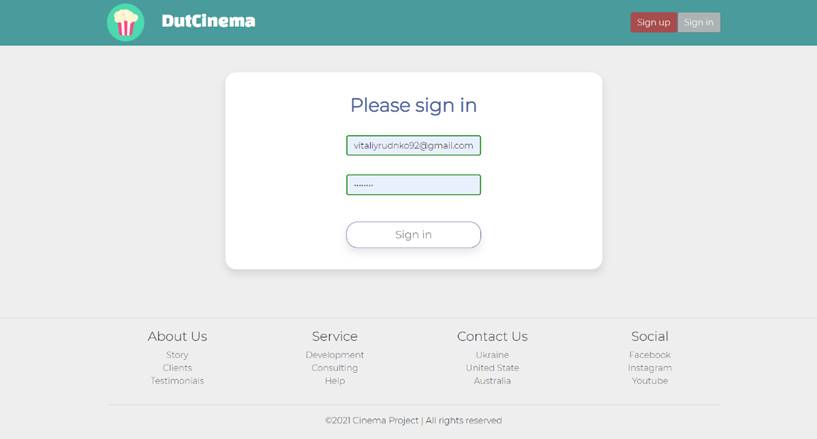 DutCinema
Sign up Sign in
Please sign in
vitaliyrudnko92@gmail.com
••••••••
Sign in
About Us Service Contact Us Social
Story Development Ukraine Facebook
Clients Consulting United State Instagram
Testimonials Help Australia Youtube
©2021 Cinema Project | All rights reserved